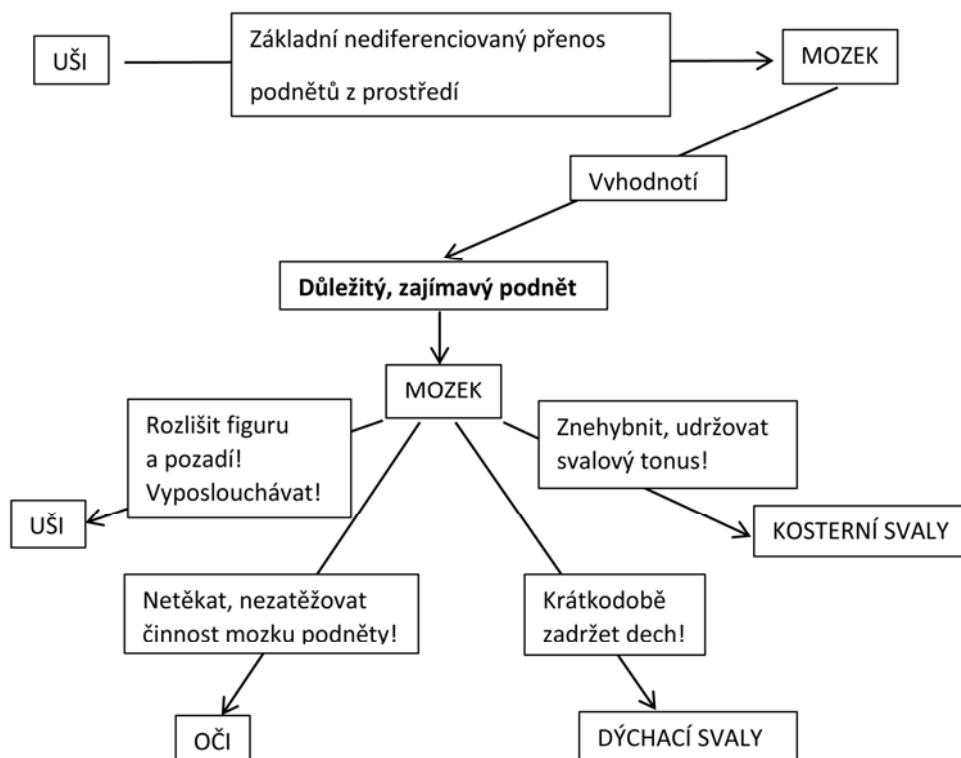 UŠI
Základní nediferenciovaný přenos
podnětů z prostředí
MOZEK
Vyhodnotí
Důležitý, zajímavý podnět
MOZEK
Rozlišit figuru
a pozadí!
Vyposlouchávat!
Znehybnit, udržovat
svalový tonus!
UŠI
KOSTERNÍ SVALY
Netěkat, nezatěžovat
činnost mozku podněty!
Krátkodobě
zadržet dech!
OČI
DÝCHACÍ SVALY